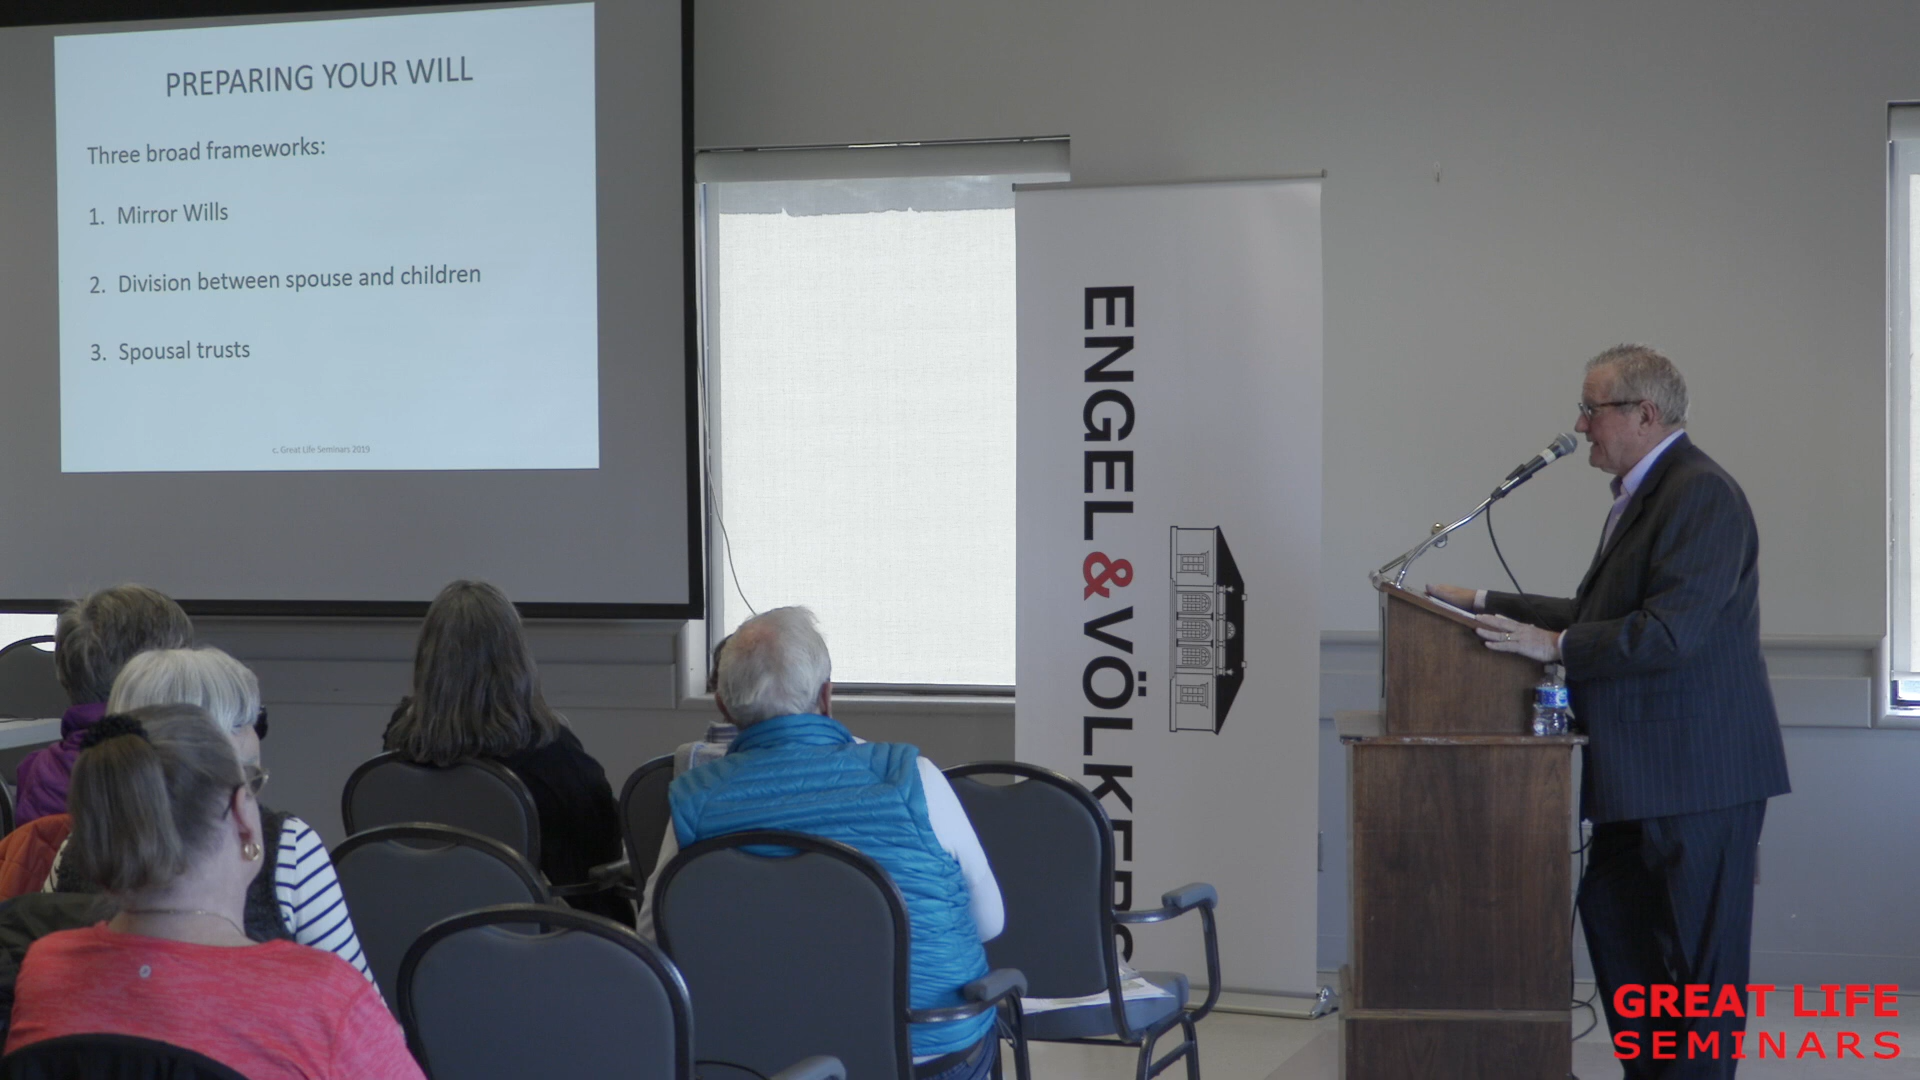 PREPARING YOUR WILL
Three broad frameworks:
1. Mirror Wills
2. Division between spouse and children
3. Spousal trusts
c. Great Life Seminars 2019
ENGEL & VÖLKERS
GREAT LIFE
SEMINARS